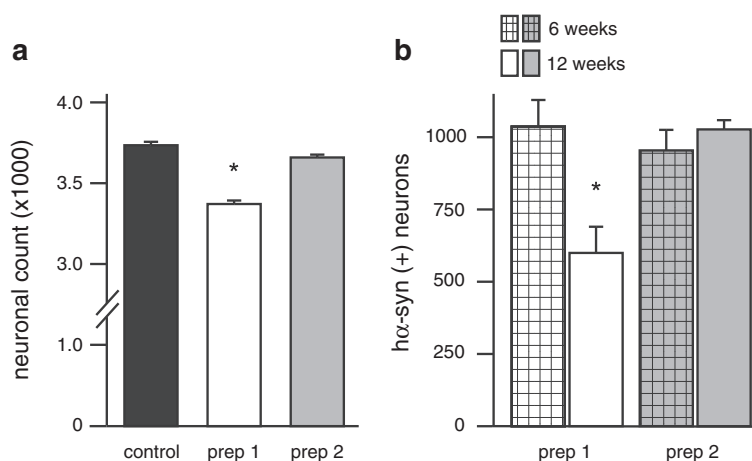 a
neuronal count (x1000)
4.0
3.5
3.0
1.0
0
*
control
prep 1
prep 2
b
6 weeks
12 weeks
hα-syn (+) neurons
1000
750
500
250
0
*
prep 1
prep 2